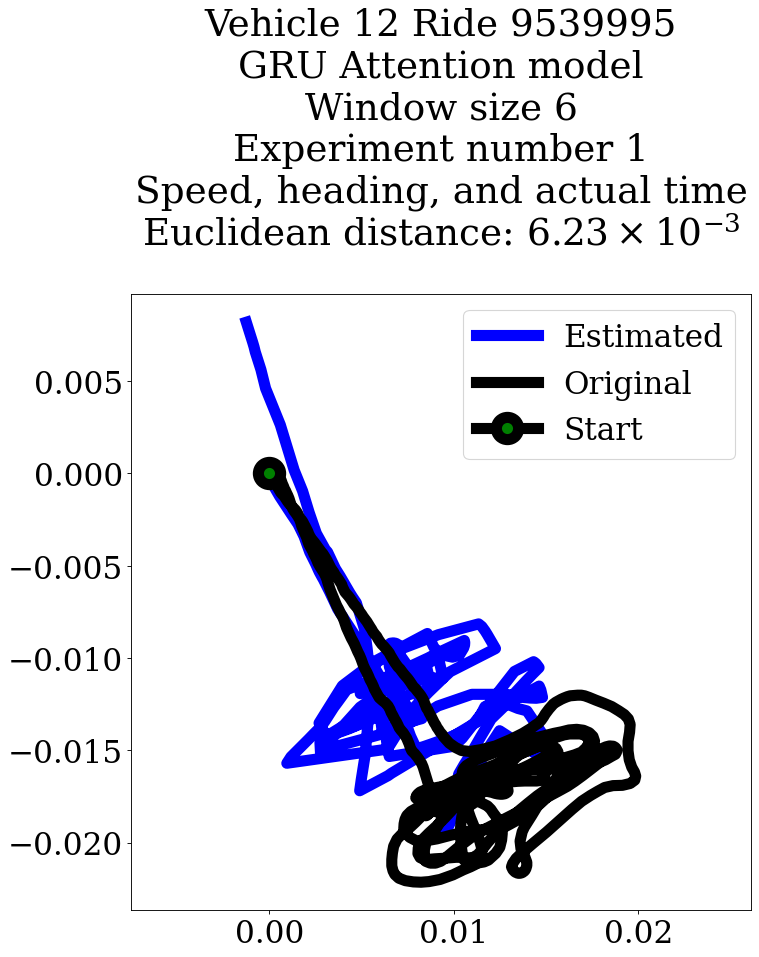 Vehicle 12 Ride 9539995
GRU Attention model
Window size 6
Experiment number 1
Speed, heading, and actual time
Euclidean distance: 6.23 × 10⁻³
Estimated
Original
Start
0.005
0.000
−0.005
−0.010
−0.015
−0.020
0.00 0.01 0.02